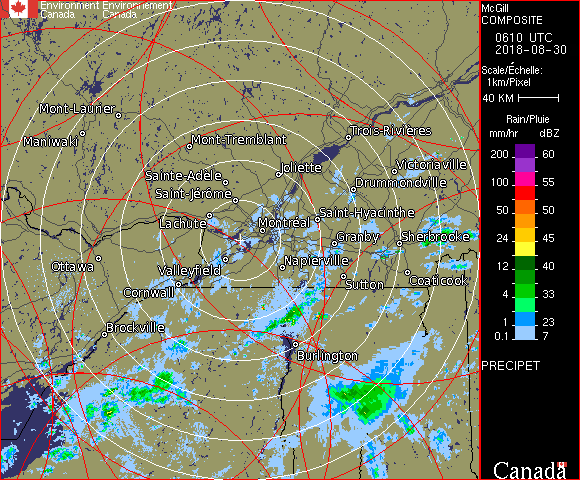 Environment Environnement
Canada Canada
McGill
COMPOSITE
0610 UTC
2018-08-30
Scale/Échelle:
1km/Pixel
40 KM
Rain/Pluie
mm/hr dBZ
200 60
100 55
50 50
24 45
12 40
4 33
1 23
0.1 7
PRECIPET
Canada
Mont-Laurier
Maniwaki
Mont-Tremblant
Trois-Rivières
Victoriaville
Joliette
Sainte-Adèle
Drummondville
Saint-Jérôme
Saint-Hyacinthe
Lachute
Montréal
Granby
Sherbrooke
Ottawa
Valleyfield
Napierville
Cornwall
Sutton
Coaticook
Brockville
Burlington